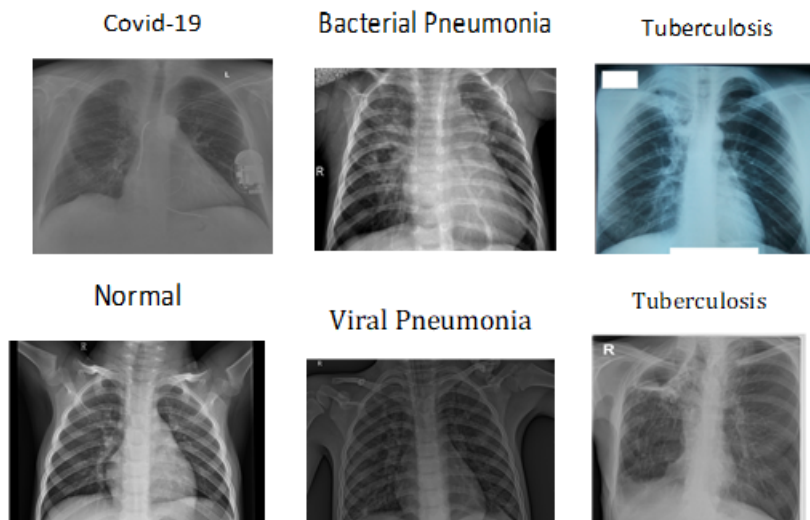 Covid-19
Bacterial Pneumonia
Tuberculosis
L
R
Normal
Viral Pneumonia
Tuberculosis
R
R
R